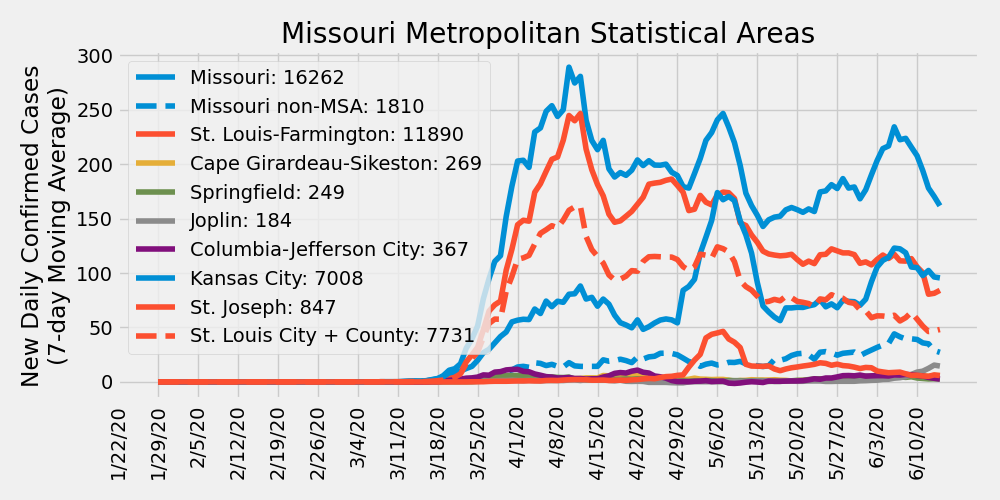 Missouri Metropolitan Statistical Areas
New Daily Confirmed Cases
(7-day Moving Average)
300
250
200
150
100
50
0
Missouri: 16262
Missouri non-MSA: 1810
St. Louis-Farmington: 11890
Cape Girardeau-Sikeston: 269
Springfield: 249
Joplin: 184
Columbia-Jefferson City: 367
Kansas City: 7008
St. Joseph: 847
St. Louis City + County: 7731
1/22/20
1/29/20
2/5/20
2/12/20
2/19/20
2/26/20
3/4/20
3/11/20
3/18/20
3/25/20
4/1/20
4/8/20
4/15/20
4/22/20
4/29/20
5/6/20
5/13/20
5/20/20
5/27/20
6/3/20
6/10/20